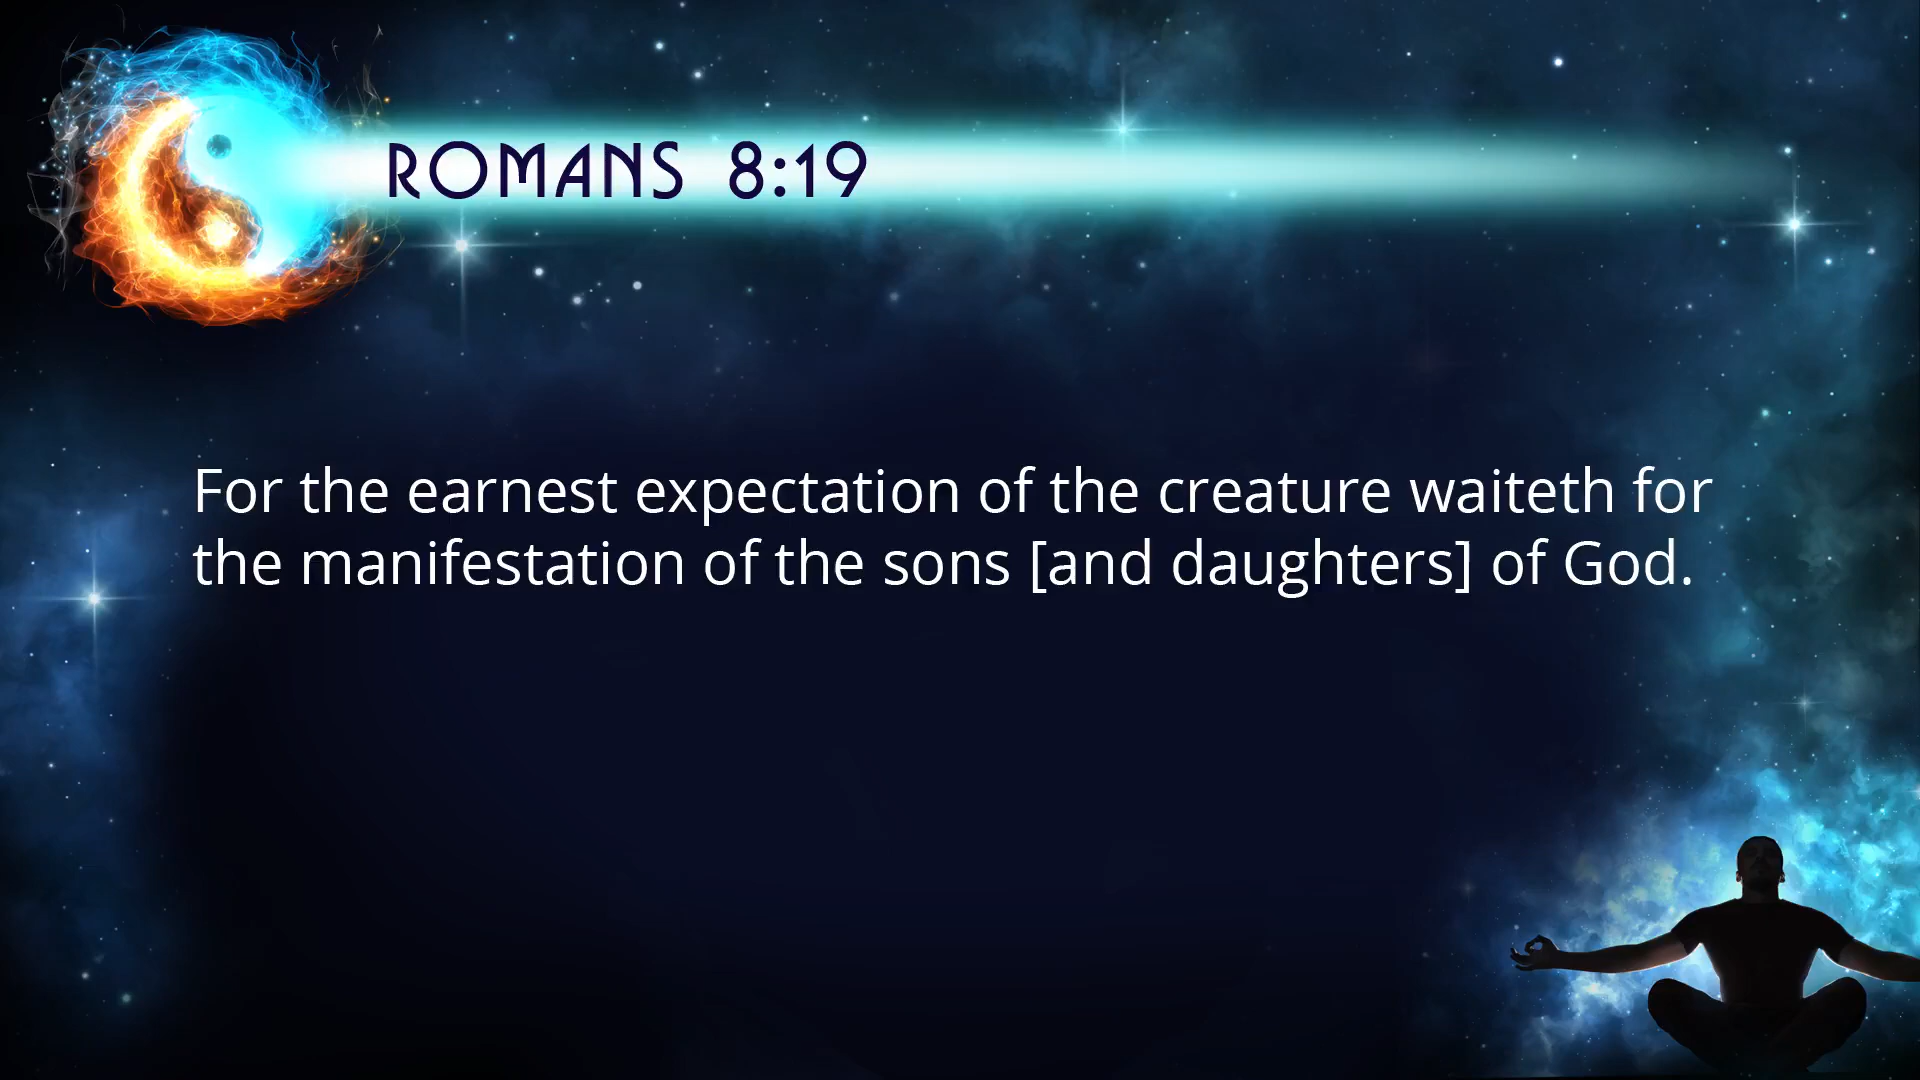 ROMANS 8:19
For the earnest expectation of the creature waiteth for
the manifestation of the sons [and daughters] of God.